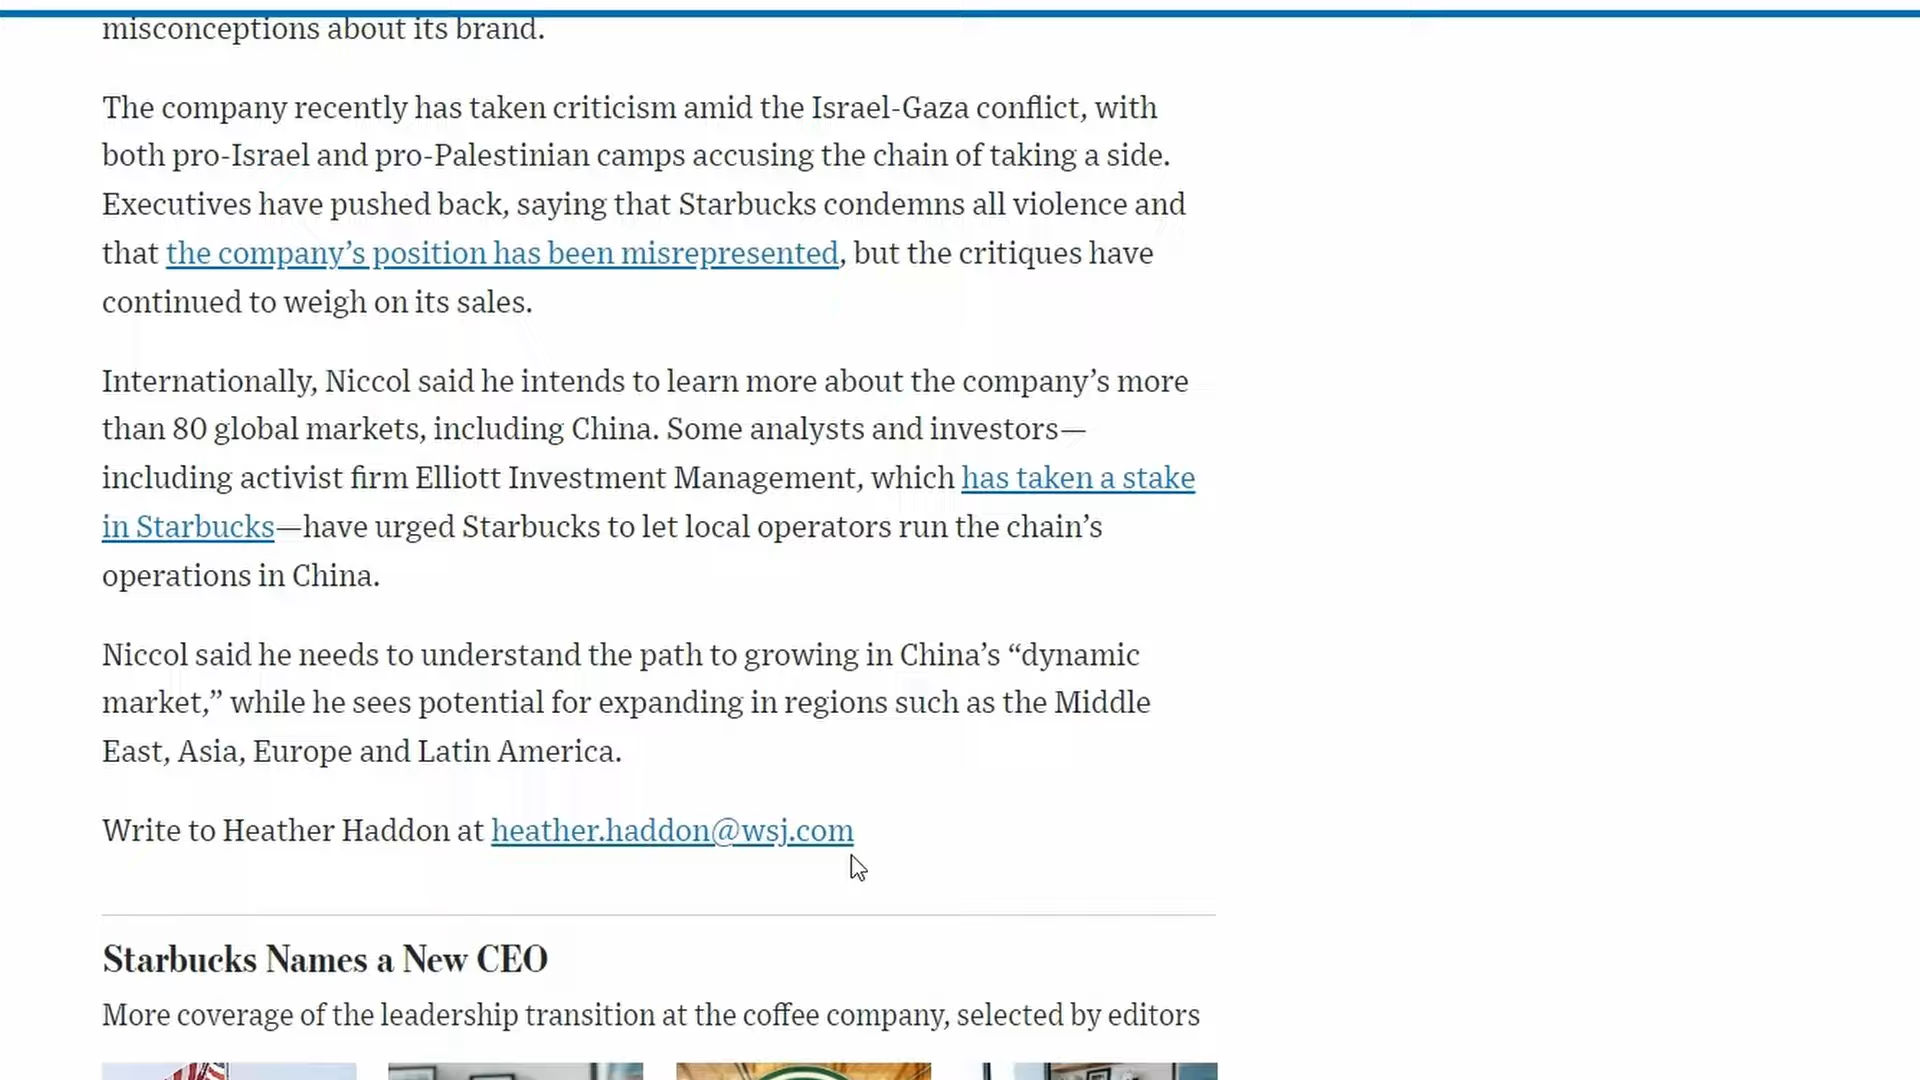 misconceptions about its brand.
The company recently has taken criticism amid the Israel-Gaza conflict, with
both pro-Israel and pro-Palestinian camps accusing the chain of taking a side.
Executives have pushed back, saying that Starbucks condemns all violence and
that the company’s position has been misrepresented, but the critiques have
continued to weigh on its sales.
Internationally, Niccol said he intends to learn more about the company’s more
than 80 global markets, including China. Some analysts and investors—
including activist firm Elliott Investment Management, which has taken a stake
in Starbucks—have urged Starbucks to let local operators run the chain’s
operations in China.
Niccol said he needs to understand the path to growing in China’s “dynamic
market,” while he sees potential for expanding in regions such as the Middle
East, Asia, Europe and Latin America.
Write to Heather Haddon at heather.haddon@wsj.com
Starbucks Names a New CEO
More coverage of the leadership transition at the coffee company, selected by editors